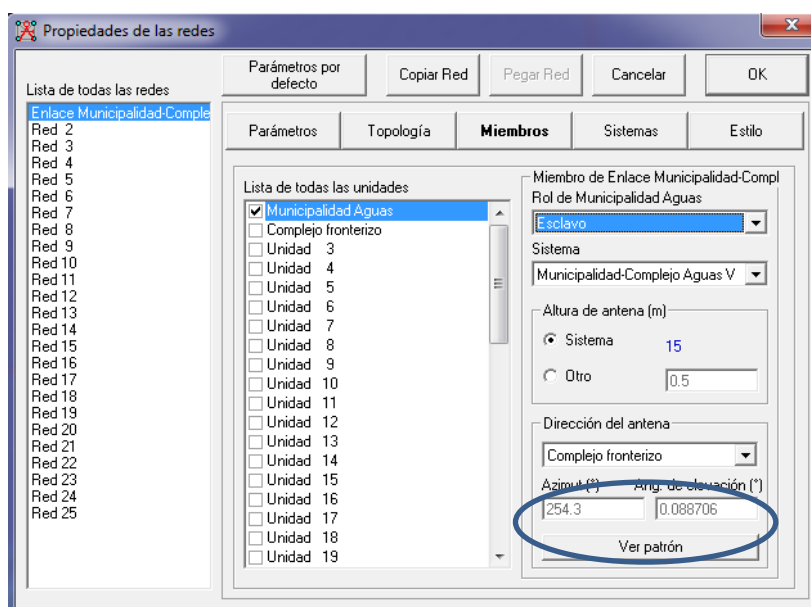 Propiedades de las redes
Parámetros por defecto
Copiar Red
Pegar Red
Cancelar
OK
Lista de todas las redes
Enlace Municipalidad-Comple
Red 2
Red 3
Red 4
Red 5
Red 6
Red 7
Red 8
Red 9
Red 10
Red 11
Red 12
Red 13
Red 14
Red 15
Red 16
Red 17
Red 18
Red 19
Red 20
Red 21
Red 22
Red 23
Red 24
Red 25
Parámetros
Topología
Miembros
Sistemas
Estilo
Lista de todas las unidades
Municipalidad Aguas
Complejo fronterizo
Unidad 3
Unidad 4
Unidad 5
Unidad 6
Unidad 7
Unidad 8
Unidad 9
Unidad 10
Unidad 11
Unidad 12
Unidad 13
Unidad 14
Unidad 15
Unidad 16
Unidad 17
Unidad 18
Unidad 19
Miembro de Enlace Municipalidad-Compl
Rol de Municipalidad Aguas
Esclavo
Sistema
Municipalidad-Complejo Aguas V
Altura de antena (m)
Sistema 15
Otro 0.5
Dirección del antena
Complejo fronterizo
Azimut (°) Ang. de elevación (°)
254.3 0.088706
Ver patrón